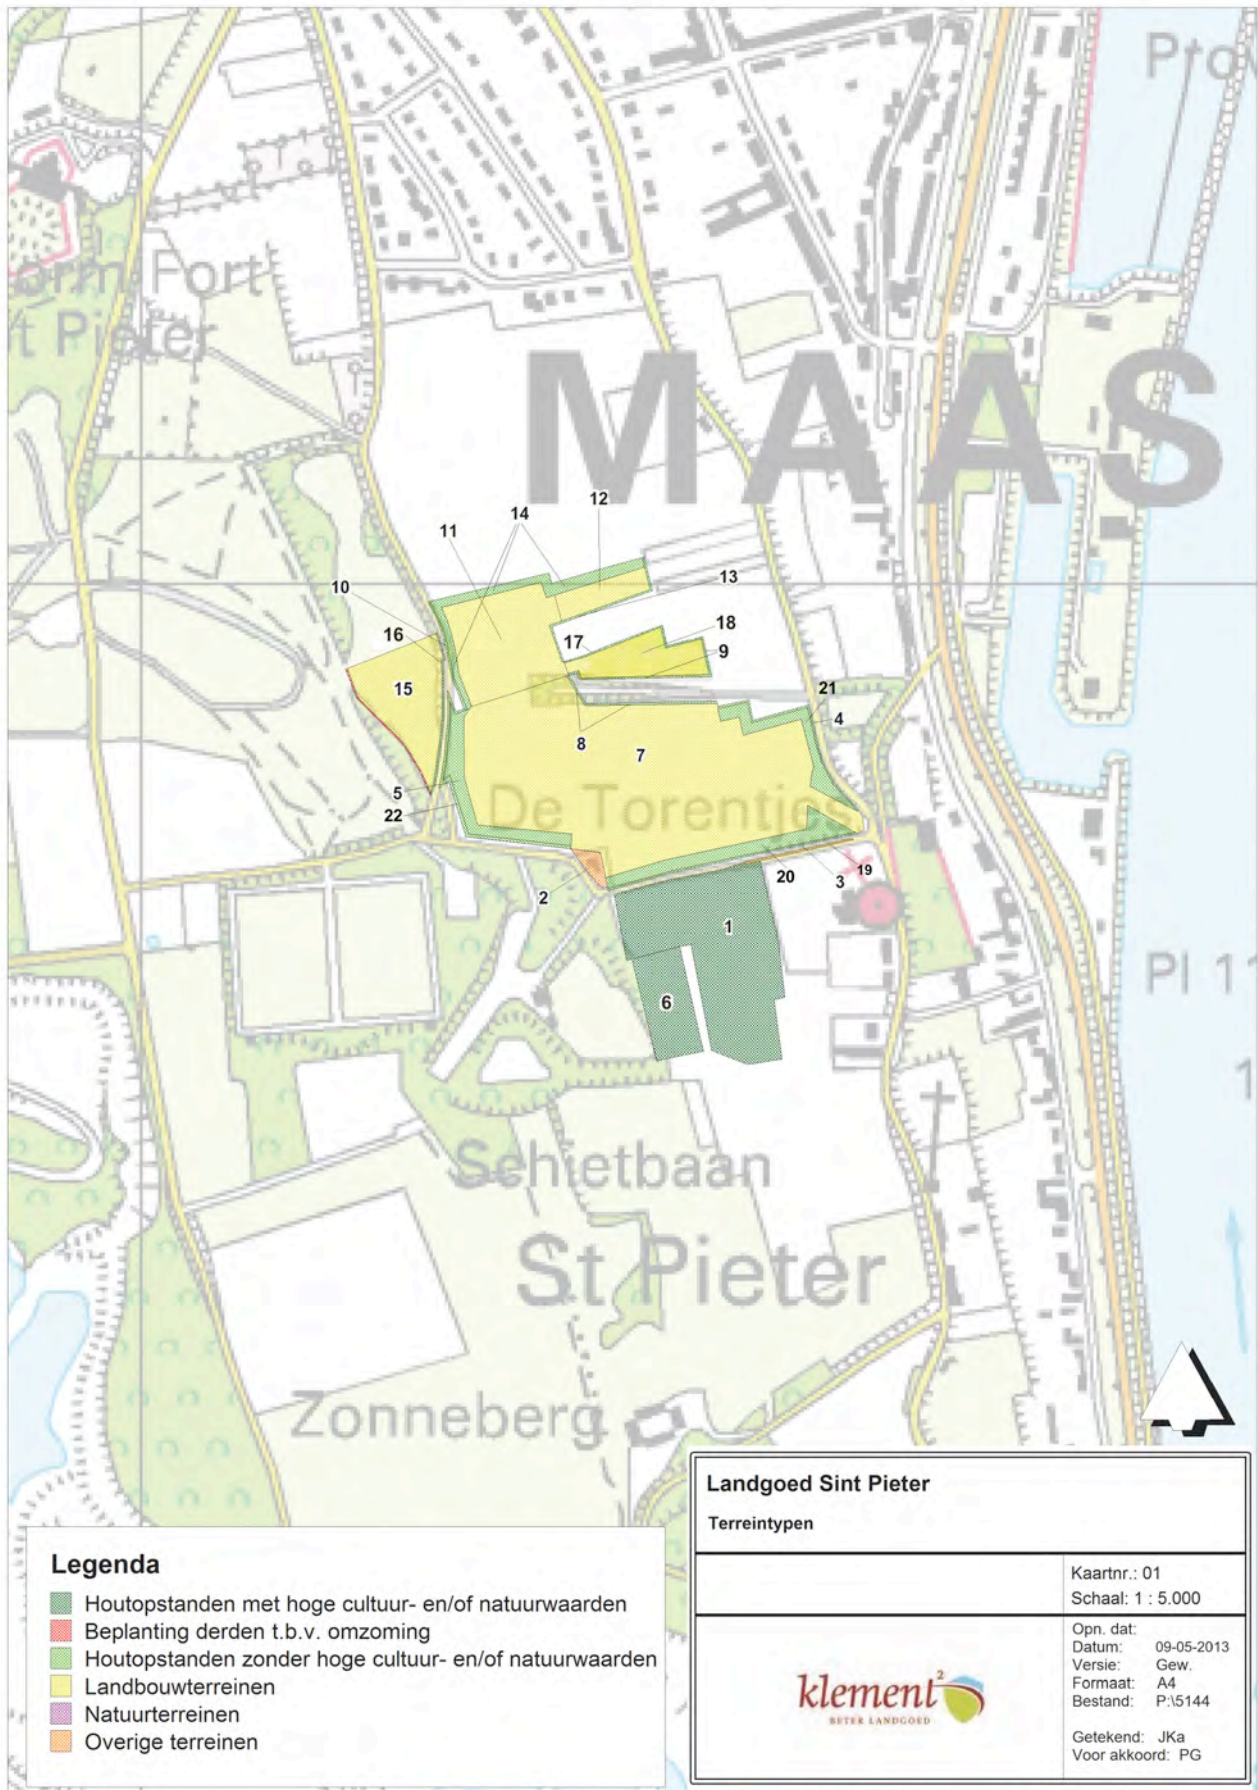 Prov
orm Fort
t Pieter
MAAS
12
14
11
13
10
18
16
17
9
15
21
4
8
7
5
De Torentjes
22
19
20
3
2
1
Pl 11
6
1
Schietbaan
St Pieter
Zonneberg
Landgoed Sint Pieter
Terreintypen
Kaartnr.: 01
Schaal: 1 : 5.000
Opn. dat:
Datum: 09-05-2013
Versie: Gew.
Formaat: A4
Bestand: P:\5144
Getekend: JKa
Voor akkoord: PG
klement2
BETER LANDGOED
Legenda
Houtopstanden met hoge cultuur- en/of natuurwaarden
Beplanting derden t.b.v. omzoming
Houtopstanden zonder hoge cultuur- en/of natuurwaarden
Landbouwterreinen
Natuurterreinen
Overige terreinen